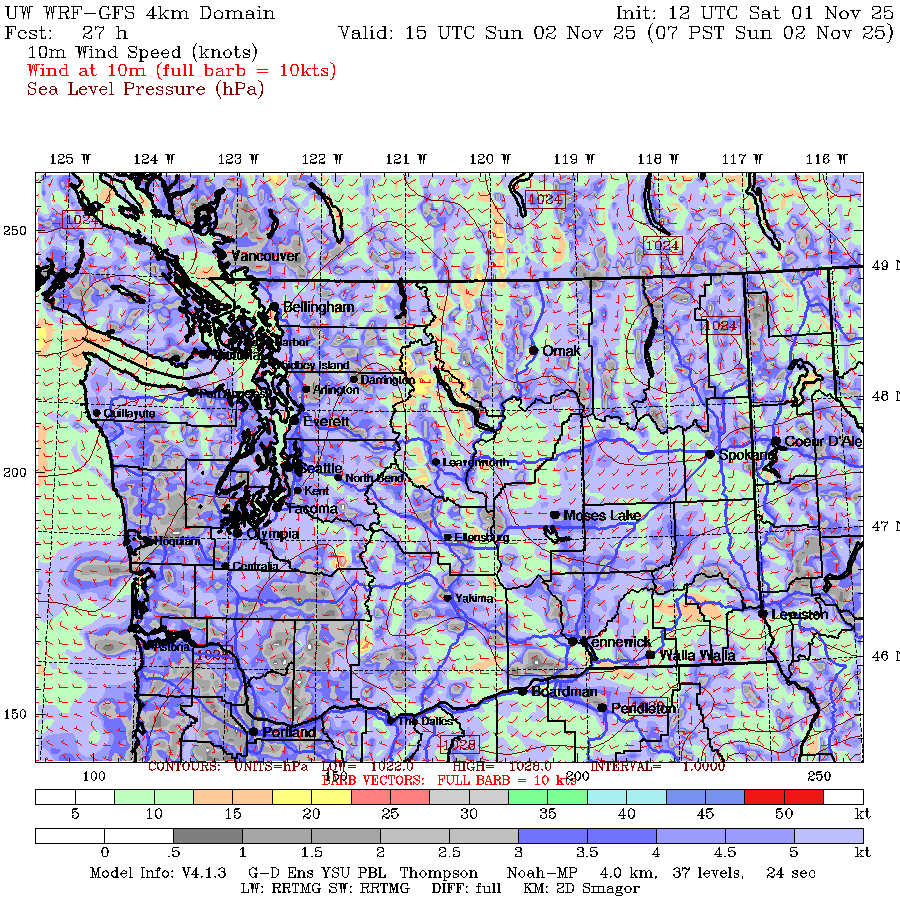 UW WRF-GFS 4km Domain Init: 12 UTC Sat 01 Nov 25
Fcst: 27 h Valid: 15 UTC Sun 02 Nov 25 (07 PST Sun 02 Nov 25)
10m Wind Speed (knots)
Wind at 10m (full barb = 10kts)
Sea Level Pressure (hPa)
125 W 124 W 123 W 122 W 121 W 120 W 119 W 118 W 117 W 116 W
1024
1024
250
1024
Vancouver
49 N
Bellingham
1024
Harbor
Omak
Whidbey Island
Darrington
Arlington
Port Angeles
48 N
Quillayute
Everett
Coeur D'Ale
Spokane
Leavenworth
200
Seattle
North Bend
Kent
Tacoma
Moses Lake
47 N
Olympia
Hoquiam
Ellensburg
Centralia
Yakima
Lewiston
Kennewick
Astoria
Walla Walla
46 N
Boardman
Pendleton
150
The Dalles
Portland
1028
CONTOURS: UNITS=hPa LOW= 1022.0 HIGH= 1028.0 INTERVAL= 1.0000
100 150 200 250
BARB VECTORS: FULL BARB = 10 kts
5 10 15 20 25 30 35 40 45 50 kt
0 .5 1 1.5 2 2.5 3 3.5 4 4.5 5 kt
Model Info: V4.1.3 G-D Ens YSU PBL Thompson Noah-MP 4.0 km, 37 levels, 24 sec
LW: RRTMG SW: RRTMG DIFF: full KM: 2D Smagor